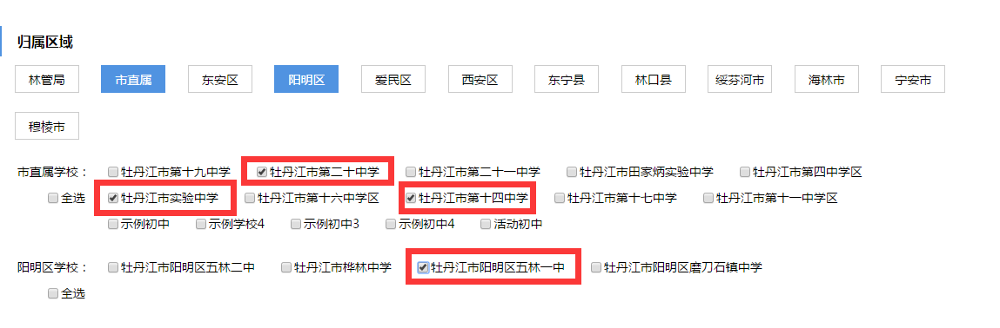 归属区域
林管局 市直属 东安区 阳明区 爱民区 西安区 东宁县 林口县 绥芬河市 海林市 宁安市
穆棱市
市直属学校： 牡丹江市第十九中学 牡丹江市第二十中学 牡丹江市第二十一中学 牡丹江市田家炳实验中学 牡丹江市第四中学区
全选 牡丹江市实验中学 牡丹江市第十六中学区 牡丹江市第十四中学 牡丹江市第十七中学 牡丹江市第十一中学区
示例初中 示例学校4 示例初中3 示例初中4 活动初中
阳明区学校： 牡丹江市阳明区五林二中 牡丹江市桦林中学 牡丹江市阳明区五林一中 牡丹江市阳明区磨刀石镇中学
全选